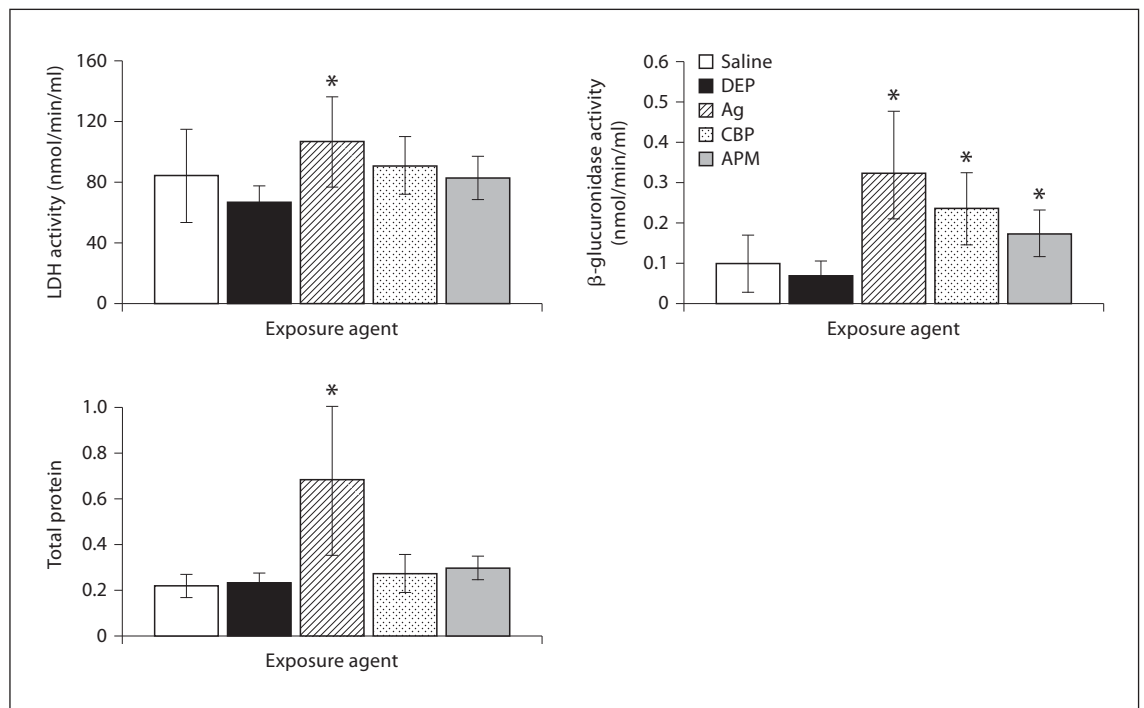 LDH activity (nmol/min/ml)
160
120
80
40
0
*
Exposure agent
β-glucuronidase activity
(nmol/min/ml)
0.6
0.5
0.4
0.3
0.2
0.1
0
Saline
DEP
Ag
CBP
APM
*
*
*
Exposure agent
Total protein
1.0
0.8
0.6
0.4
0.2
0
*
Exposure agent